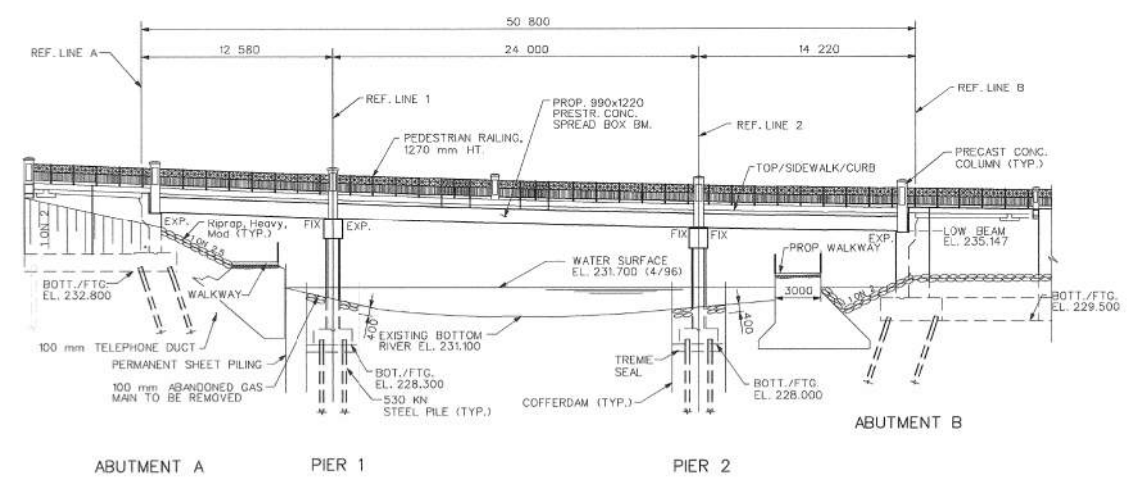 50 800
12 580
24 000
14 220
REF. LINE A
REF. LINE 1
PROP. 990x1220
PRESTR. CONC.
SPREAD BOX BM.
REF. LINE 2
REF. LINE B
PEDESTRIAN RAILING,
1270 mm HT.
TOP/SIDEWALK/CURB
PRECAST CONC.
COLUMN (TYP.)
1 ON 2
EXP.
Riprap, Heavy,
Mod (TYP.)
1 ON 2.5
FIX
EXP.
FIX
FIX
EXP.
LOW BEAM
EL. 235.147
WATER SURFACE
EL. 231.700 (4/96)
PROP. WALKWAY
BOTT./FTG.
EL. 232.800
WALKWAY
3000
1 ON 2
BOTT./FTG.
EL. 229.500
400
EXISTING BOTTOM
RIVER EL. 231.100
400
100 mm TELEPHONE DUCT
PERMANENT SHEET PILING
100 mm ABANDONED GAS
MAIN TO BE REMOVED
BOT./FTG.
EL. 228.300
530 KN
STEEL PILE (TYP.)
TREMIE
SEAL
COFFERDAM (TYP.)
BOTT./FTG.
EL. 228.000
ABUTMENT B
ABUTMENT A
PIER 1
PIER 2